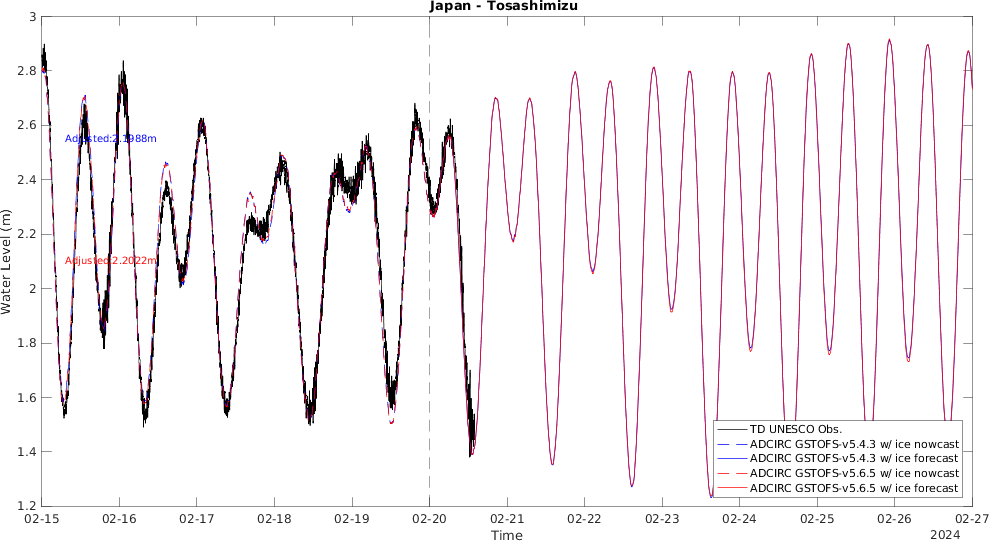 Japan - Tosashimizu
3
2.8
2.6
2.4
2.2
2
1.8
1.6
1.4
1.2
Water Level (m)
Adjusted:2.1988m
Adjusted:2.2022m
TD UNESCO Obs.
ADCIRC GSTOFS-v5.4.3 w/ ice nowcast
ADCIRC GSTOFS-v5.4.3 w/ ice forecast
ADCIRC GSTOFS-v5.6.5 w/ ice nowcast
ADCIRC GSTOFS-v5.6.5 w/ ice forecast
02-15 02-16 02-17 02-18 02-19 02-20 02-21 02-22 02-23 02-24 02-25 02-26 02-27
Time
2024